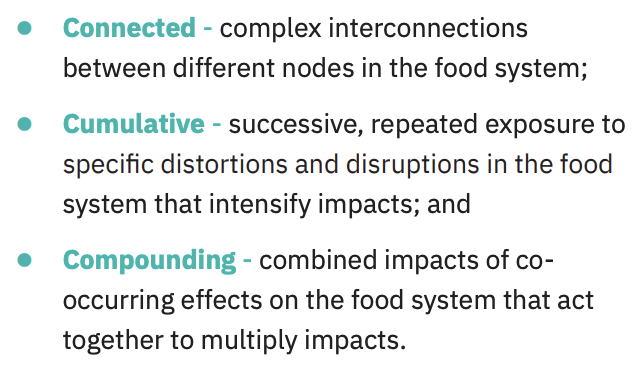 ● Connected - complex interconnections
between different nodes in the food system;
● Cumulative - successive, repeated exposure to
specific distortions and disruptions in the food
system that intensify impacts; and
● Compounding - combined impacts of co-
occurring effects on the food system that act
together to multiply impacts.